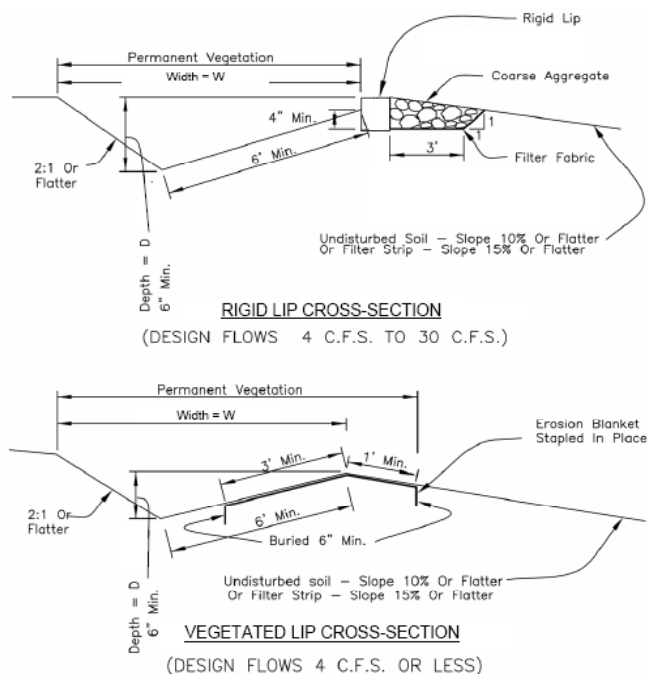 Rigid Lip
Permanent Vegetation
Width = W
Coarse Aggregate
4" Min.
1
1
6' Min.
3'
Filter Fabric
2:1 Or
Flatter
Depth = D
6" Min.
Undisturbed Soil – Slope 10% Or Flatter
Or Filter Strip – Slope 15% Or Flatter
RIGID LIP CROSS-SECTION
(DESIGN FLOWS 4 C.F.S. TO 30 C.F.S.)
Permanent Vegetation
Width = W
Erosion Blanket
Stapled In Place
3' Min.
1' Min.
2:1 Or
Flatter
6' Min.
Buried 6" Min.
Depth = D
6" Min.
Undisturbed soil – Slope 10% Or Flatter
Or Filter Strip – Slope 15% Or Flatter
VEGETATED LIP CROSS-SECTION
(DESIGN FLOWS 4 C.F.S. OR LESS)